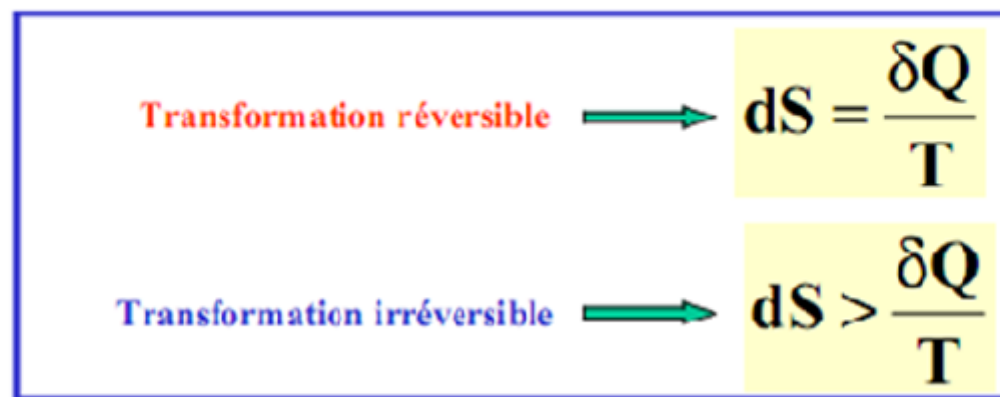 Transformation réversible dS = δQ/T
Transformation irréversible dS > δQ/T